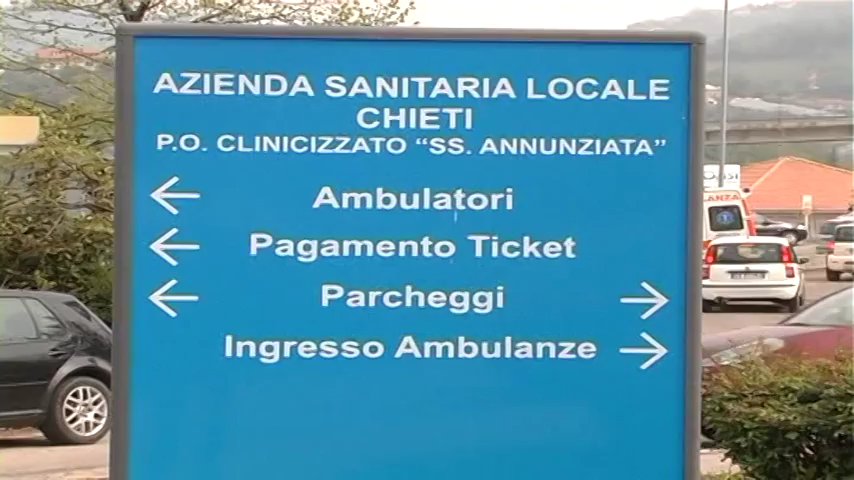 AZIENDA SANITARIA LOCALE
CHIETI
P.O. CLINICIZZATO “SS. ANNUNZIATA”
← Ambulatori
← Pagamento Ticket
← Parcheggi →
Ingresso Ambulanze →